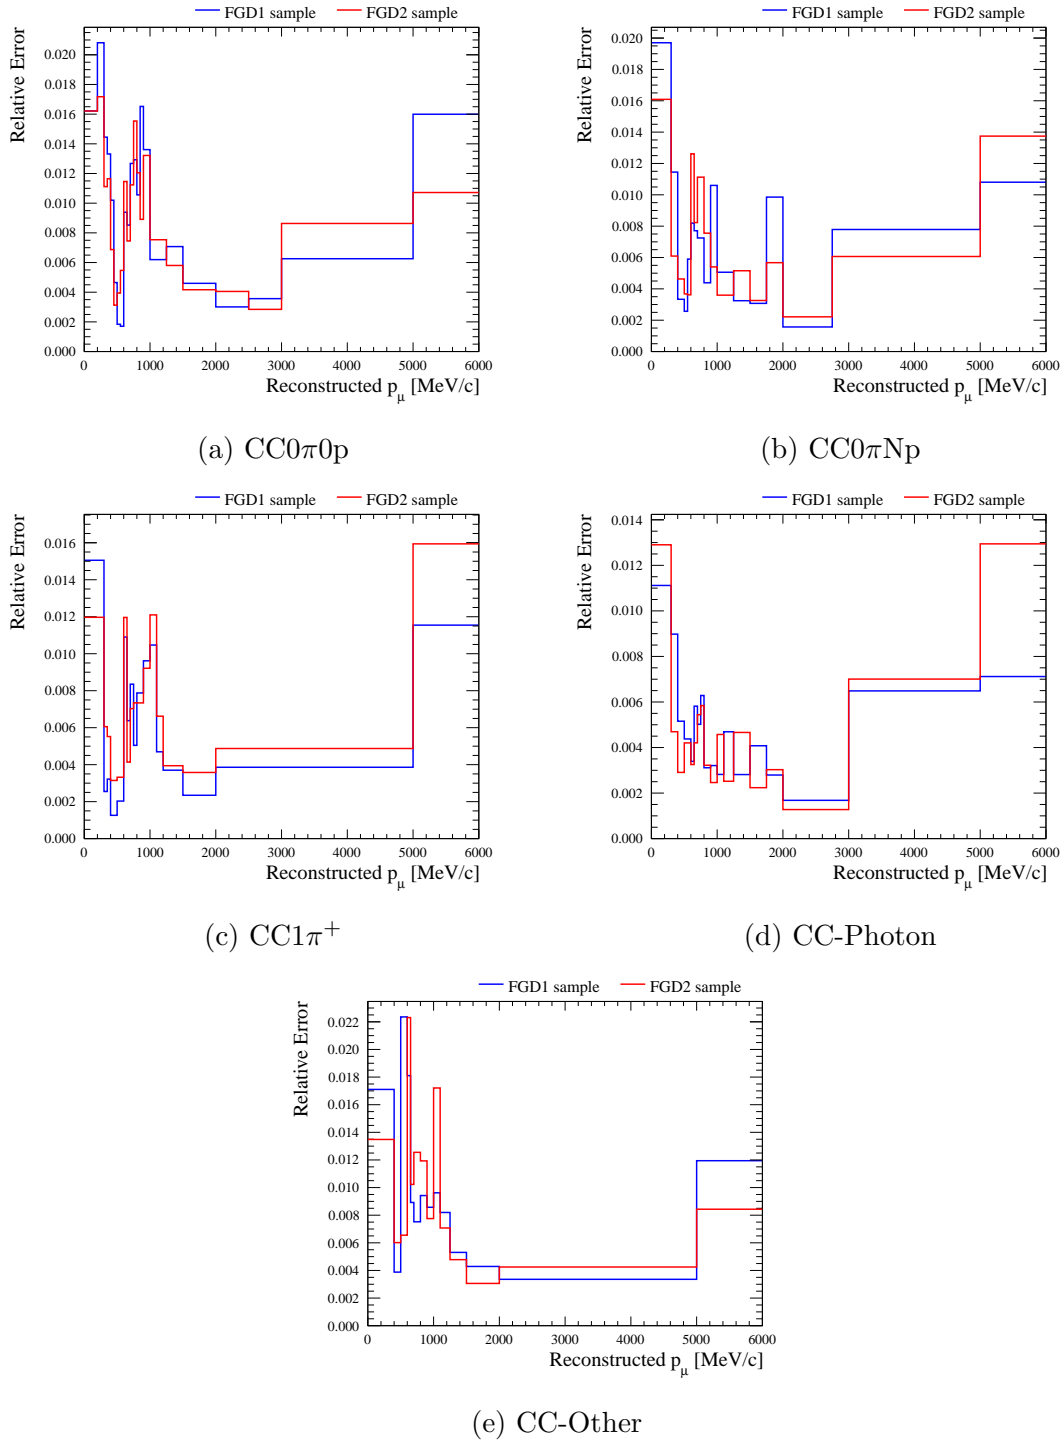 FGD1 sample FGD2 sample
Relative Error
0.020
0.018
0.016
0.014
0.012
0.010
0.008
0.006
0.004
0.002
0.000
0 1000 2000 3000 4000 5000 6000
Reconstructed pμ [MeV/c]
(a) CC0π0p
FGD1 sample FGD2 sample
Relative Error
0.020
0.018
0.016
0.014
0.012
0.010
0.008
0.006
0.004
0.002
0.000
0 1000 2000 3000 4000 5000 6000
Reconstructed pμ [MeV/c]
(b) CC0πNp
FGD1 sample FGD2 sample
Relative Error
0.016
0.014
0.012
0.010
0.008
0.006
0.004
0.002
0.000
0 1000 2000 3000 4000 5000 6000
Reconstructed pμ [MeV/c]
(c) CC1π⁺
FGD1 sample FGD2 sample
Relative Error
0.014
0.012
0.010
0.008
0.006
0.004
0.002
0.000
0 1000 2000 3000 4000 5000 6000
Reconstructed pμ [MeV/c]
(d) CC-Photon
FGD1 sample FGD2 sample
Relative Error
0.022
0.020
0.018
0.016
0.014
0.012
0.010
0.008
0.006
0.004
0.002
0.000
0 1000 2000 3000 4000 5000 6000
Reconstructed pμ [MeV/c]
(e) CC-Other